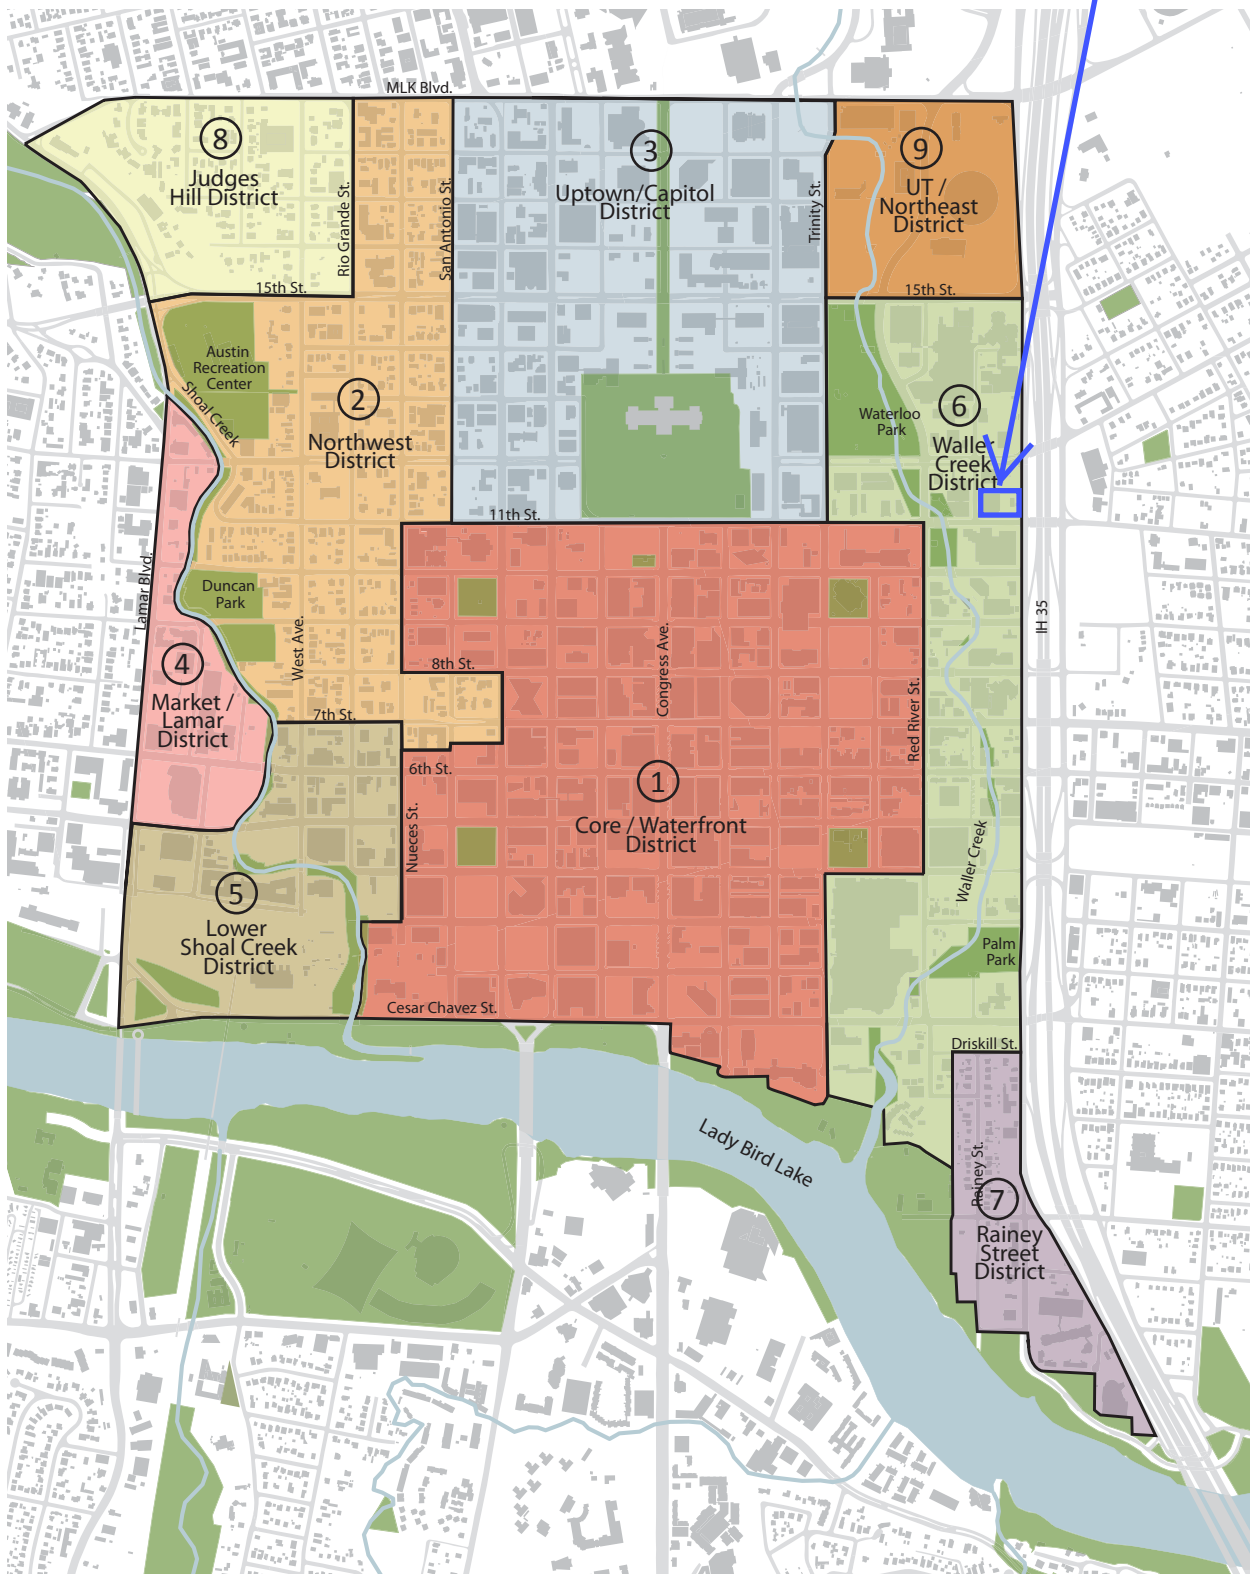 MLK Blvd.
8
Judges
Hill District
Rio Grande St.
San Antonio St.
15th St.
3
Uptown/Capitol
District
Trinity St.
9
UT /
Northeast
District
15th St.
Austin
Recreation
Center
Shoal Creek
2
Northwest
District
Waterloo
Park
6
Waller
Creek
District
11th St.
Lamar Blvd.
Duncan
Park
West Ave.
IH 35
4
Market /
Lamar
District
8th St.
7th St.
6th St.
Congress Ave.
Red River St.
1
Core / Waterfront
District
Nueces St.
Waller Creek
5
Lower
Shoal Creek
District
Palm
Park
Cesar Chavez St.
Driskill St.
Lady Bird Lake
Rainey St.
7
Rainey
Street
District